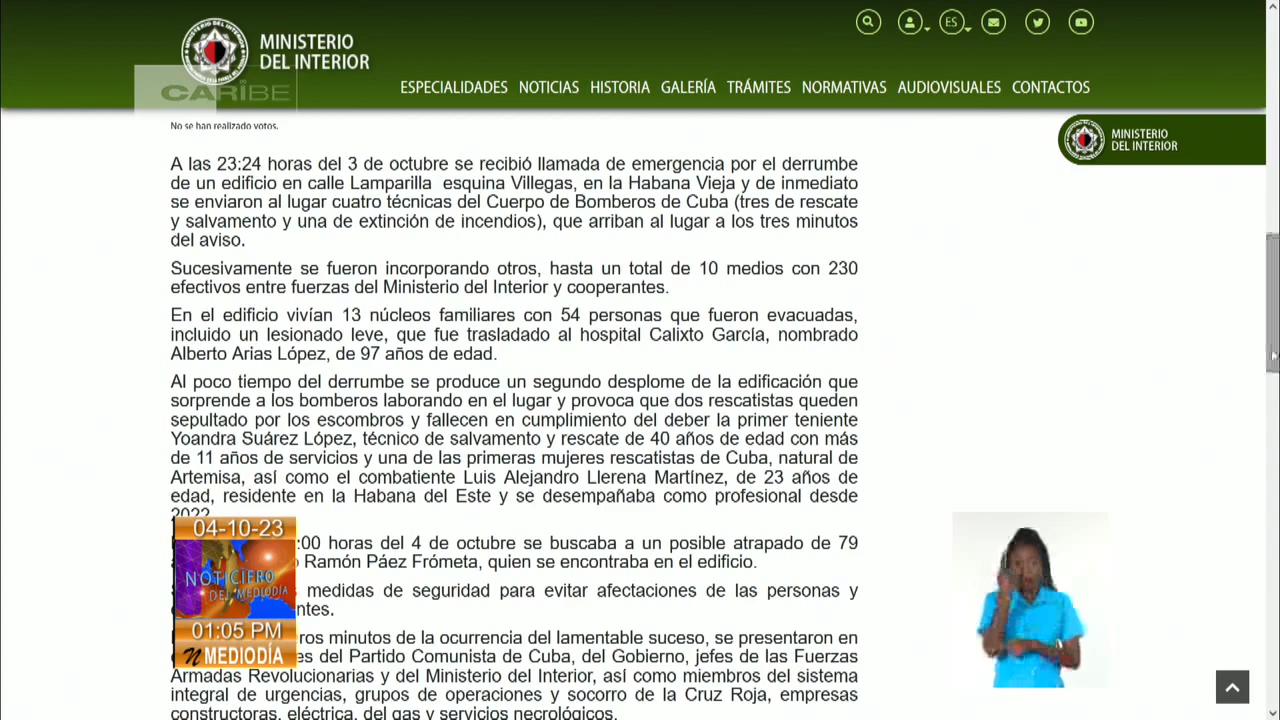 MINISTERIO
DEL INTERIOR
ES
ESPECIALIDADES NOTICIAS HISTORIA GALERÍA TRÁMITES NORMATIVAS AUDIOVISUALES CONTACTOS
CARIBE
No se han realizado votos.
MINISTERIO
DEL INTERIOR
A las 23:24 horas del 3 de octubre se recibió llamada de emergencia por el derrumbe
de un edificio en calle Lamparilla esquina Villegas, en la Habana Vieja y de inmediato
se enviaron al lugar cuatro técnicas del Cuerpo de Bomberos de Cuba (tres de rescate
y salvamento y una de extinción de incendios), que arriban al lugar a los tres minutos
del aviso.
Sucesivamente se fueron incorporando otros, hasta un total de 10 medios con 230
efectivos entre fuerzas del Ministerio del Interior y cooperantes.
En el edificio vivían 13 núcleos familiares con 54 personas que fueron evacuadas,
incluido un lesionado leve, que fue trasladado al hospital Calixto García, nombrado
Alberto Arias López, de 97 años de edad.
Al poco tiempo del derrumbe se produce un segundo desplome de la edificación que
sorprende a los bomberos laborando en el lugar y provoca que dos rescatistas queden
sepultado por los escombros y fallecen en cumplimiento del deber la primer teniente
Yoandra Suárez López, técnico de salvamento y rescate de 40 años de edad con más
de 11 años de servicios y una de las primeras mujeres rescatistas de Cuba, natural de
Artemisa, así como el combatiente Luis Alejandro Llerena Martínez, de 23 años de
edad, residente en la Habana del Este y se desempañaba como profesional desde
2022
:00 horas del 4 de octubre se buscaba a un posible atrapado de 79
Ramón Páez Frómeta, quien se encontraba en el edificio.
medidas de seguridad para evitar afectaciones de las personas y
ntes.
ros minutos de la ocurrencia del lamentable suceso, se presentaron en
es del Partido Comunista de Cuba, del Gobierno, jefes de las Fuerzas
Armadas Revolucionarias y del Ministerio del Interior, así como miembros del sistema
integral de urgencias, grupos de operaciones y socorro de la Cruz Roja, empresas
constructoras, eléctrica, del gas y servicios necrológicos.
04-10-23
NOTICIERO
DEL MEDIODÍA
01:05 PM
N MEDIODÍA